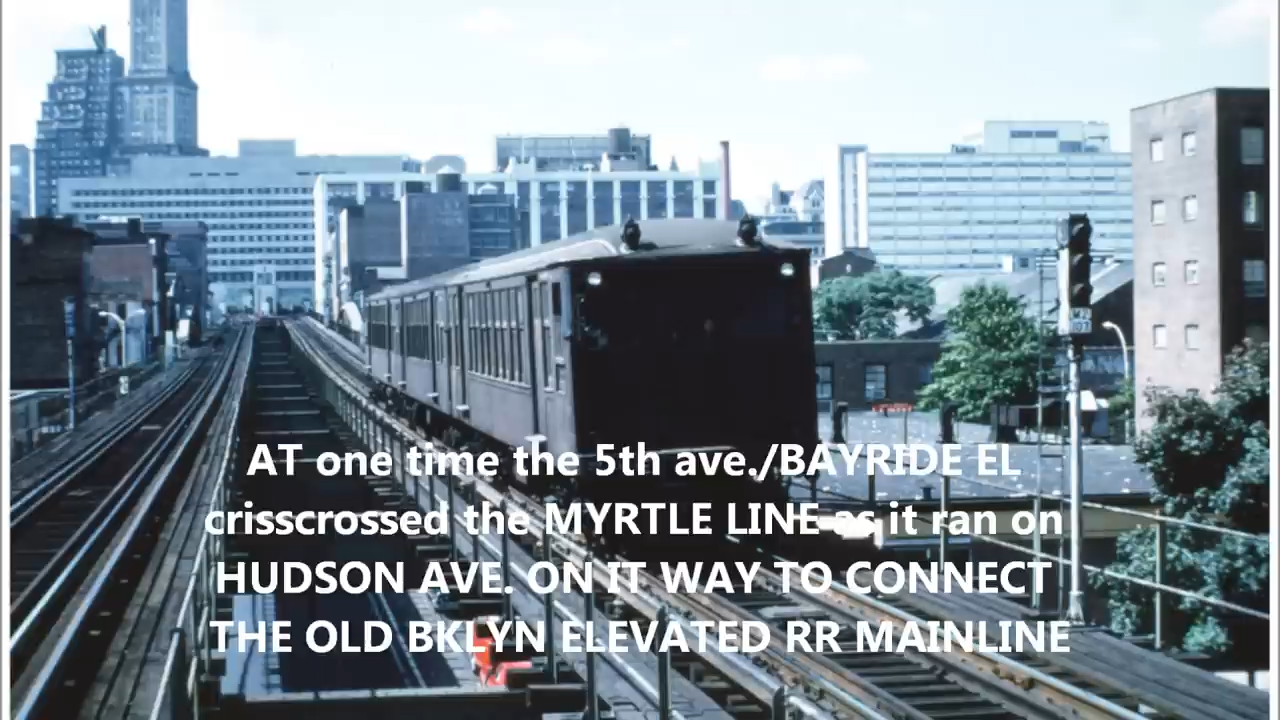 AT one time the 5th ave./BAYRIDE EL
crisscrossed the MYRTLE LINE as it ran on
HUDSON AVE. ON IT WAY TO CONNECT
THE OLD BKLYN ELEVATED RR MAINLINE